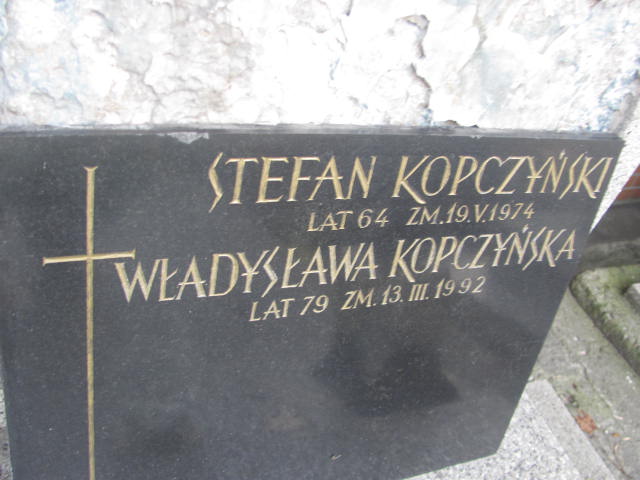 STEFAN KOPCZYŃSKI
LAT 64 ZM.19.V.1974
WŁADYSŁAWA KOPCZYŃSKA
LAT 79 ZM.13.III.1992